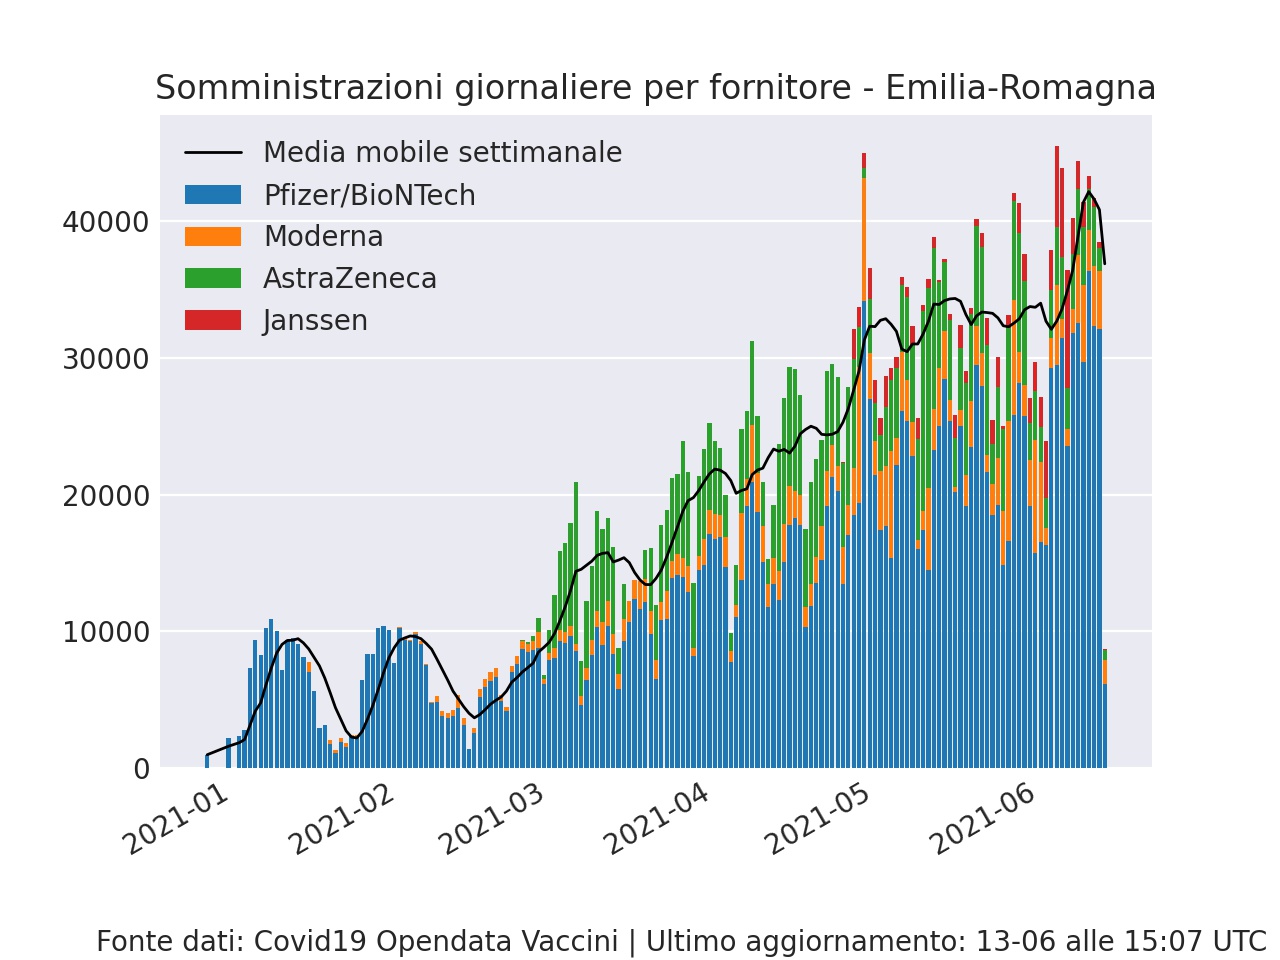 Somministrazioni giornaliere per fornitore - Emilia-Romagna
Media mobile settimanale
Pfizer/BioNTech
Moderna
AstraZeneca
Janssen
40000
30000
20000
10000
0
2021-01
2021-02
2021-03
2021-04
2021-05
2021-06
Fonte dati: Covid19 Opendata Vaccini | Ultimo aggiornamento: 13-06 alle 15:07 UTC